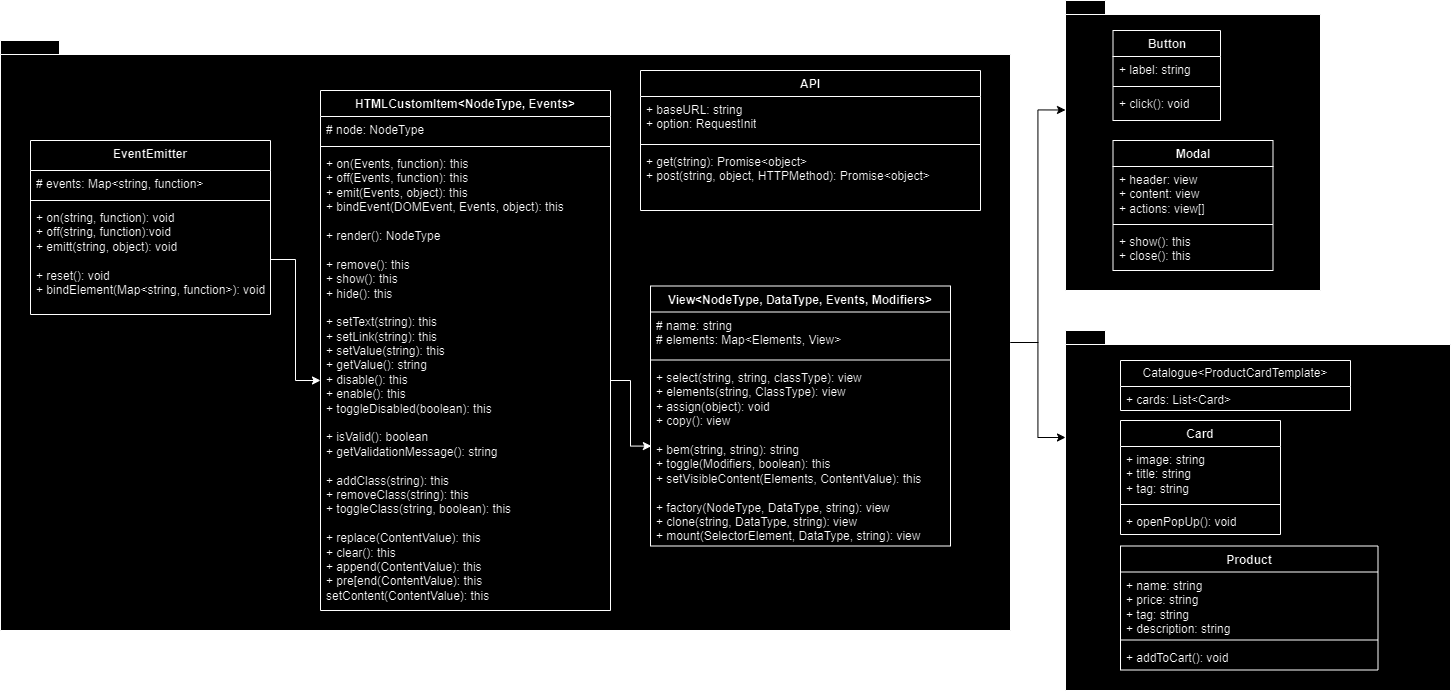 EventEmitter
# events: Map<string, function>
+ on(string, function): void
+ off(string, function):void
+ emitt(string, object): void
+ reset(): void
+ bindElement(Map<string, function>): void
HTMLCustomItem<NodeType, Events>
# node: NodeType
+ on(Events, function): this
+ off(Events, function): this
+ emit(Events, object): this
+ bindEvent(DOMEvent, Events, object): this
+ render(): NodeType
+ remove(): this
+ show(): this
+ hide(): this
+ setText(string): this
+ setLink(string): this
+ setValue(string): this
+ getValue(): string
+ disable(): this
+ enable(): this
+ toggleDisabled(boolean): this
+ isValid(): boolean
+ getValidationMessage(): string
+ addClass(string): this
+ removeClass(string): this
+ toggleClass(string, boolean): this
+ replace(ContentValue): this
+ clear(): this
+ append(ContentValue): this
+ pre[end(ContentValue): this
setContent(ContentValue): this
API
+ baseURL: string
+ option: RequestInit
+ get(string): Promise<object>
+ post(string, object, HTTPMethod): Promise<object>
View<NodeType, DataType, Events, Modifiers>
# name: string
# elements: Map<Elements, View>
+ select(string, string, classType): view
+ elements(string, ClassType): view
+ assign(object): void
+ copy(): view
+ bem(string, string): string
+ toggle(Modifiers, boolean): this
+ setVisibleContent(Elements, ContentValue): this
+ factory(NodeType, DataType, string): view
+ clone(string, DataType, string): view
+ mount(SelectorElement, DataType, string): view
Button
+ label: string
+ click(): void
Modal
+ header: view
+ content: view
+ actions: view[]
+ show(): this
+ close(): this
Catalogue<ProductCardTemplate>
+ cards: List<Card>
Card
+ image: string
+ title: string
+ tag: string
+ openPopUp(): void
Product
+ name: string
+ price: string
+ tag: string
+ description: string
+ addToCart(): void